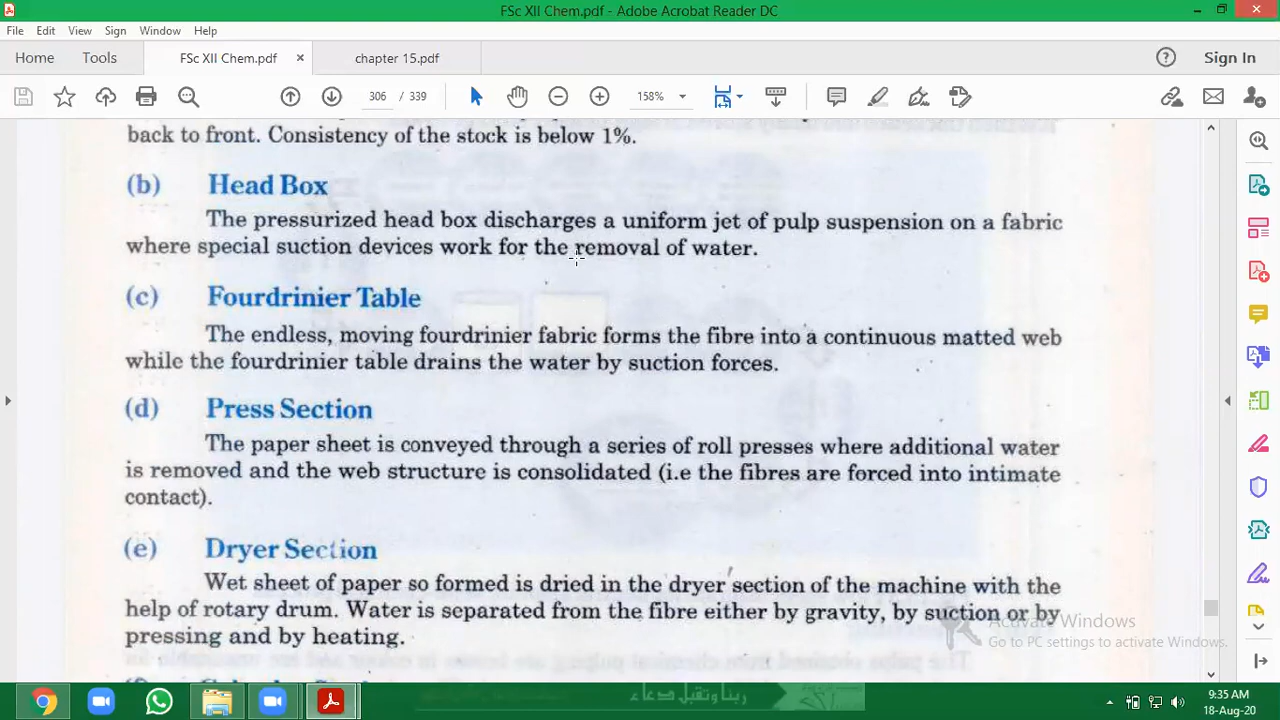 FSc XII Chem.pdf - Adobe Acrobat Reader DC
File Edit View Sign Window Help
Home Tools FSc XII Chem.pdf × chapter 15.pdf Sign In
306 / 339 158%
back to front. Consistency of the stock is below 1%.
(b) Head Box
The pressurized head box discharges a uniform jet of pulp suspension on a fabric
where special suction devices work for the removal of water.
(c) Fourdrinier Table
The endless, moving fourdrinier fabric forms the fibre into a continuous matted web
while the fourdrinier table drains the water by suction forces.
(d) Press Section
The paper sheet is conveyed through a series of roll presses where additional water
is removed and the web structure is consolidated (i.e the fibres are forced into intimate
contact).
(e) Dryer Section
Wet sheet of paper so formed is dried in the dryer section of the machine with the
help of rotary drum. Water is separated from the fibre either by gravity, by suction or by
pressing and by heating.
Activate Windows
Go to PC settings to activate Windows.
ربنا وتقبل دعاء
9:35 AM
18-Aug-20